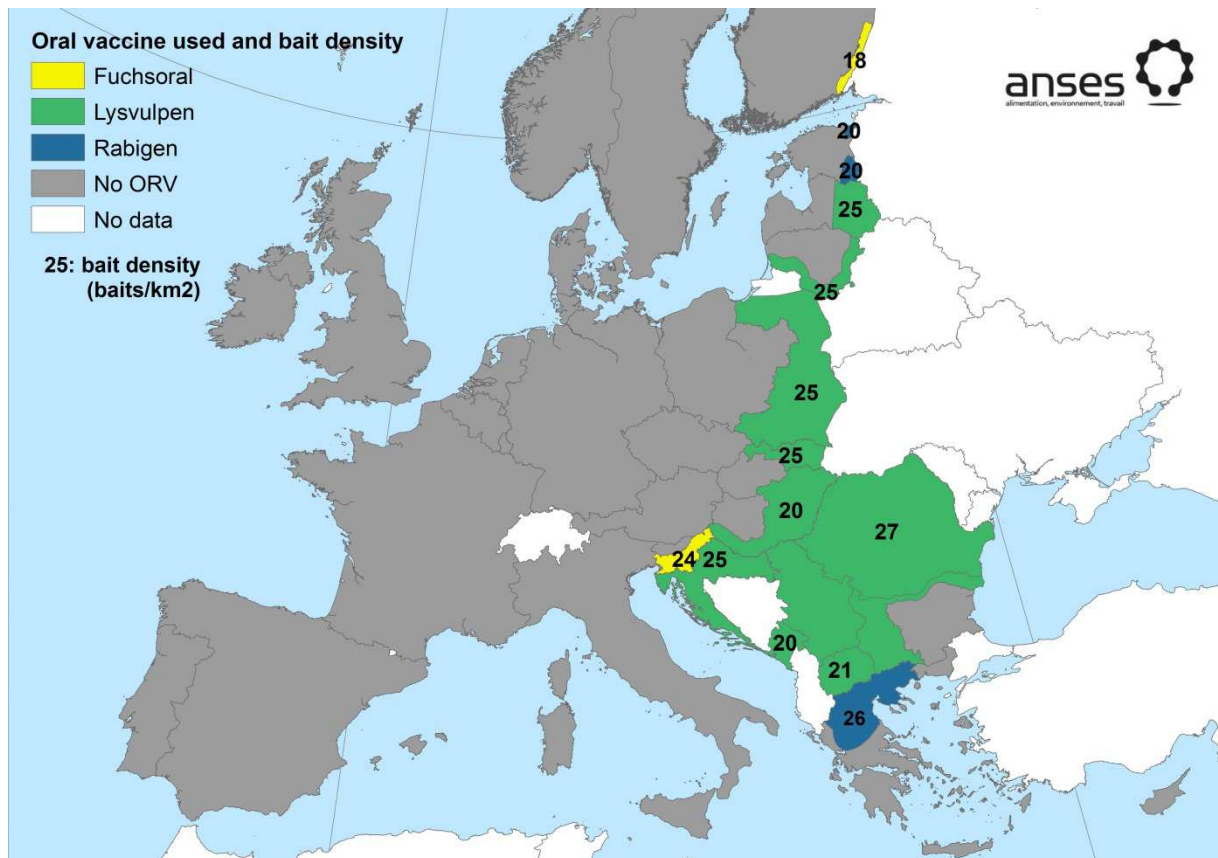 Oral vaccine used and bait density
Fuchsoral
Lysvulpen
Rabigen
No ORV
No data
25: bait density
(baits/km2)
anses
alimentation, environnement, travail
18
20
20
25
25
25
25
20
27
24
25
20
21
26